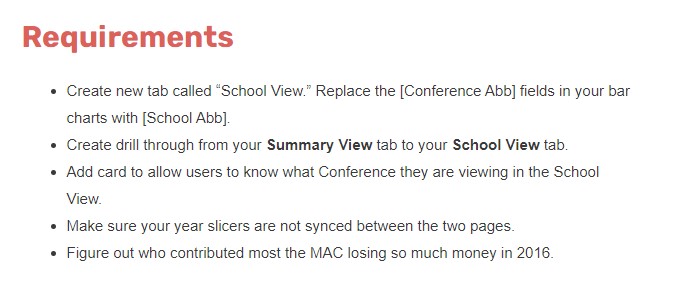 Requirements
• Create new tab called “School View.” Replace the [Conference Abb] fields in your bar
charts with [School Abb].
• Create drill through from your Summary View tab to your School View tab.
• Add card to allow users to know what Conference they are viewing in the School
View.
• Make sure your year slicers are not synced between the two pages.
• Figure out who contributed most the MAC losing so much money in 2016.